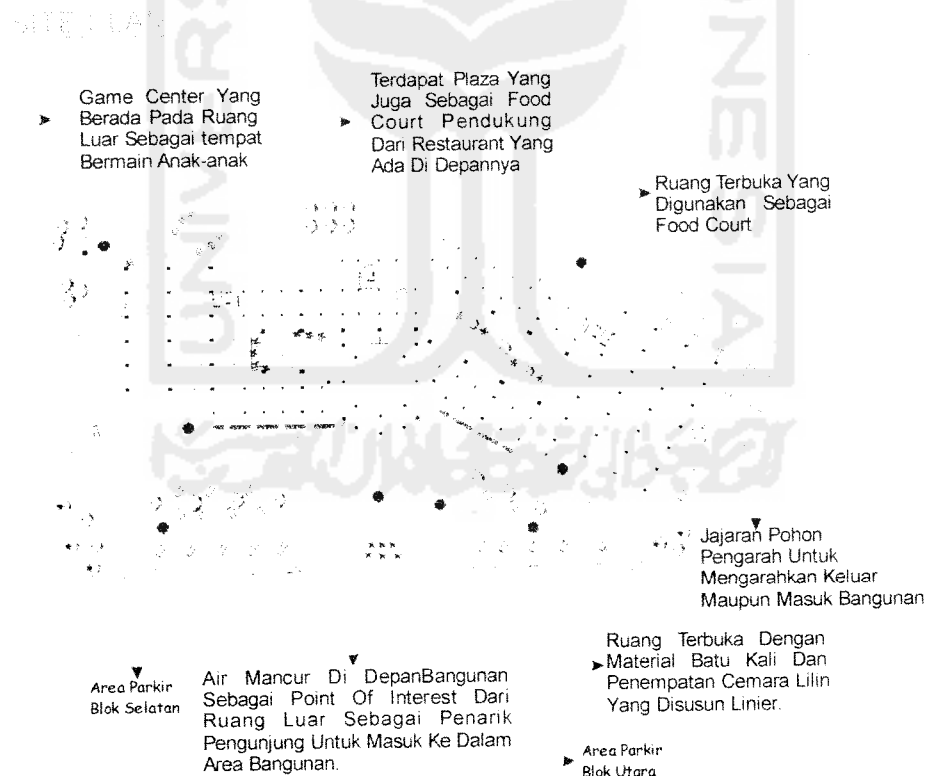 SITE PLAN
Game Center Yang
Berada Pada Ruang
Luar Sebagai tempat
Bermain Anak-anak
Terdapat Plaza Yang
Juga Sebagai Food
Court Pendukung
Dari Restaurant Yang
Ada Di Depannya
Ruang Terbuka Yang
Digunakan Sebagai
Food Court
Jajaran Pohon
Pengarah Untuk
Mengarahkan Keluar
Maupun Masuk Bangunan
Ruang Terbuka Dengan
Material Batu Kali Dan
Penempatan Cemara Lilin
Yang Disusun Linier.
Area Parkir
Blok Selatan
Air Mancur Di DepanBangunan
Sebagai Point Of Interest Dari
Ruang Luar Sebagai Penarik
Pengunjung Untuk Masuk Ke Dalam
Area Bangunan.
Area Parkir
Blok Utara